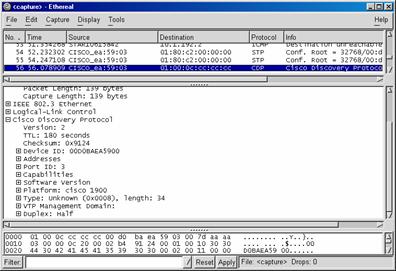 <capture> - Ethereal
File Edit Capture Display Tools Help
No. . Time Source Destination Protocol Info
53 51.554268 STAR10615842 10.1.192.2 ICMP Destination unreachable
54 52.232302 CISCO_ea:59:03 01:80:c2:00:00:00 STP Conf. Root = 32768/00:d
55 54.247108 CISCO_ea:59:03 01:80:c2:00:00:00 STP Conf. Root = 32768/00:d
56 56.078909 CISCO_ea:59:03 01:00:0c:cc:cc:cc CDP Cisco Discovery Protoco
Packet Length: 139 bytes
Capture Length: 139 bytes
IEEE 802.3 Ethernet
Logical-Link Control
Cisco Discovery Protocol
Version: 2
TTL: 180 seconds
Checksum: 0x9124
Device ID: 00D0BAEA5900
Addresses
Port ID: 3
Capabilities
Software Version
Platform: cisco 1900
Type: Unknown (0x0008), length: 34
VTP Management Domain:
Duplex: Half
0000 01 00 0c cc cc cc 00 d0 ba ea 59 03 00 7d aa aa ........ ..Y..}..
0010 03 00 00 0c 20 00 02 b4 91 24 00 01 00 10 30 30 .... ... .$....00
0020 44 30 42 41 45 41 35 39 30 30 00 02 00 11 00 00 D0BAEA59 00......
Filter: / Reset Apply File: <capture> Drops: 0